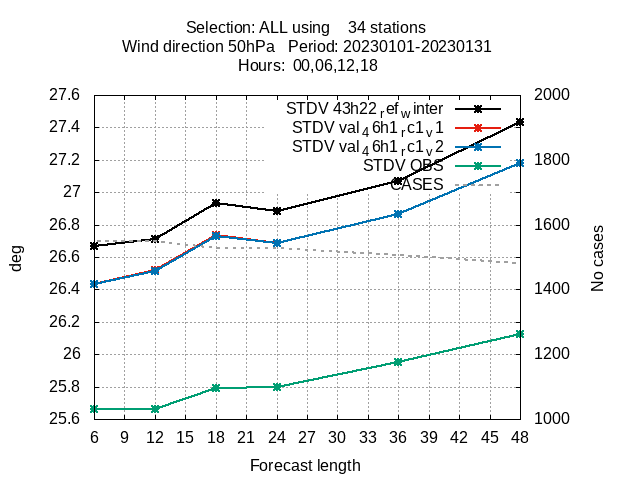 Selection: ALL using 34 stations
Wind direction 50hPa Period: 20230101-20230131
Hours: 00,06,12,18
27.6
27.4
27.2
27
26.8
26.6
26.4
26.2
26
25.8
25.6
deg
STDV 43h22refwinter
STDV val46h1rc1v1
STDV val46h1rc1v2
STDV OBS
CASES
2000
1800
1600
1400
1200
1000
No cases
6 9 12 15 18 21 24 27 30 33 36 39 42 45 48
Forecast length